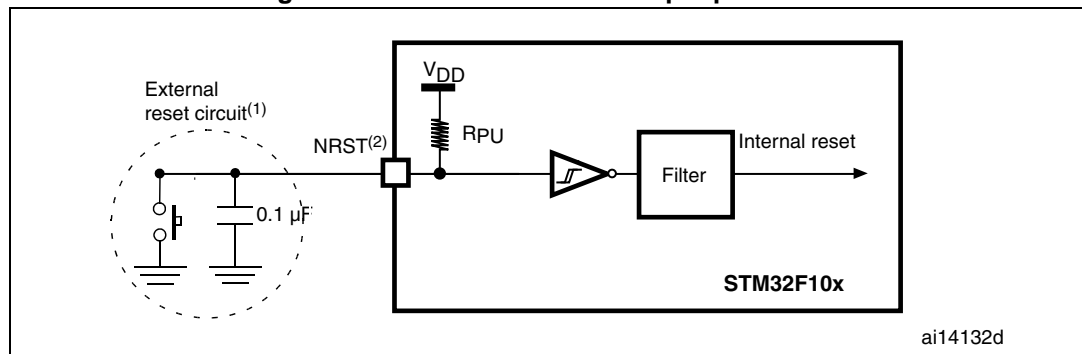 External
reset circuit(1)
NRST(2)
VDD
RPU
0.1 µF
Filter
Internal reset
STM32F10x
ai14132d